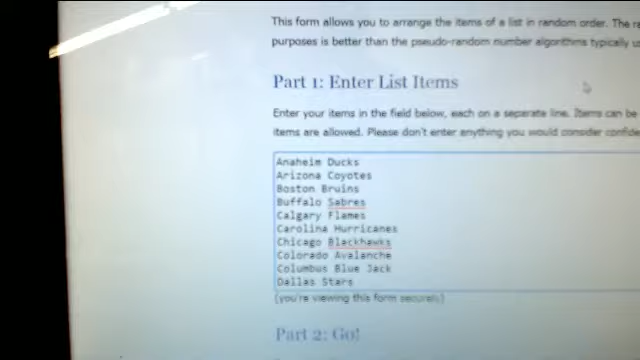 This form allows you to arrange the items of a list in random order. The
purposes is better than the pseudo-random number algorithms typically
Part 1: Enter List Items
Enter your items in the field below, each on a separate line. Items can be
items are allowed. Please don't enter anything you would consider
Anaheim Ducks
Arizona Coyotes
Boston Bruins
Buffalo Sabres
Calgary Flames
Carolina Hurricanes
Chicago Blackhawks
Colorado Avalanche
Columbus Blue Jack
Dallas Stars
(you're viewing this form securely)
Part 2: Go!